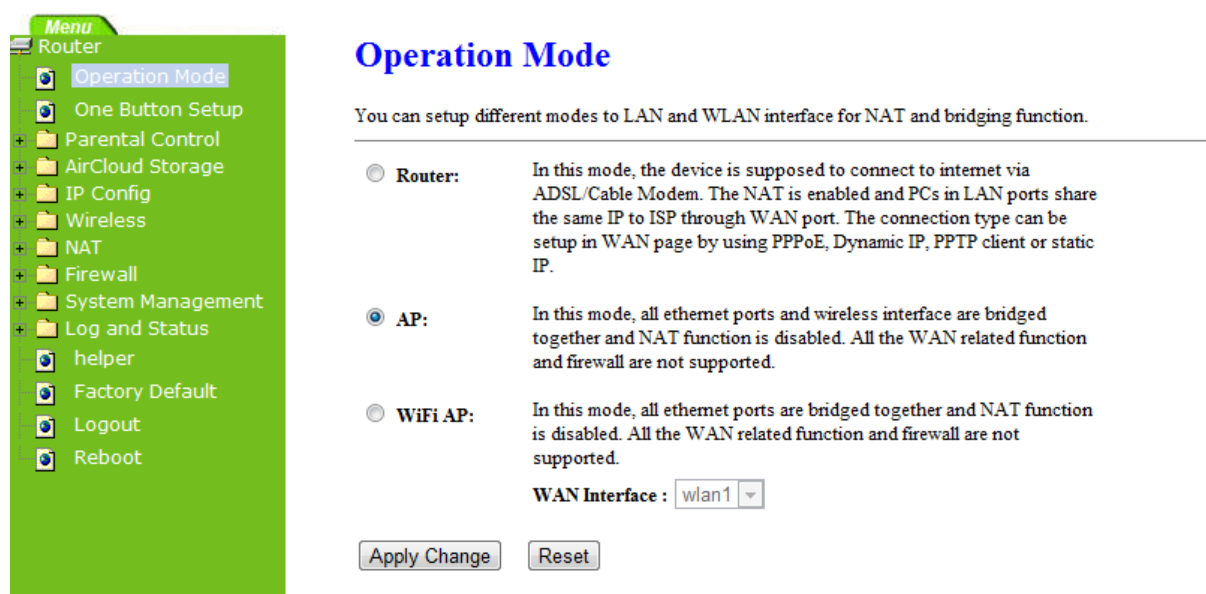 Menu
Router
Operation Mode
One Button Setup
Parental Control
AirCloud Storage
IP Config
Wireless
NAT
Firewall
System Management
Log and Status
helper
Factory Default
Logout
Reboot
Operation Mode
You can setup different modes to LAN and WLAN interface for NAT and bridging function.
Router:
In this mode, the device is supposed to connect to internet via
ADSL/Cable Modem. The NAT is enabled and PCs in LAN ports share
the same IP to ISP through WAN port. The connection type can be
setup in WAN page by using PPPoE, Dynamic IP, PPTP client or static
IP.
AP:
In this mode, all ethernet ports and wireless interface are bridged
together and NAT function is disabled. All the WAN related function
and firewall are not supported.
WiFi AP:
In this mode, all ethernet ports are bridged together and NAT function
is disabled. All the WAN related function and firewall are not
supported.
WAN Interface : wlan1
Apply Change Reset